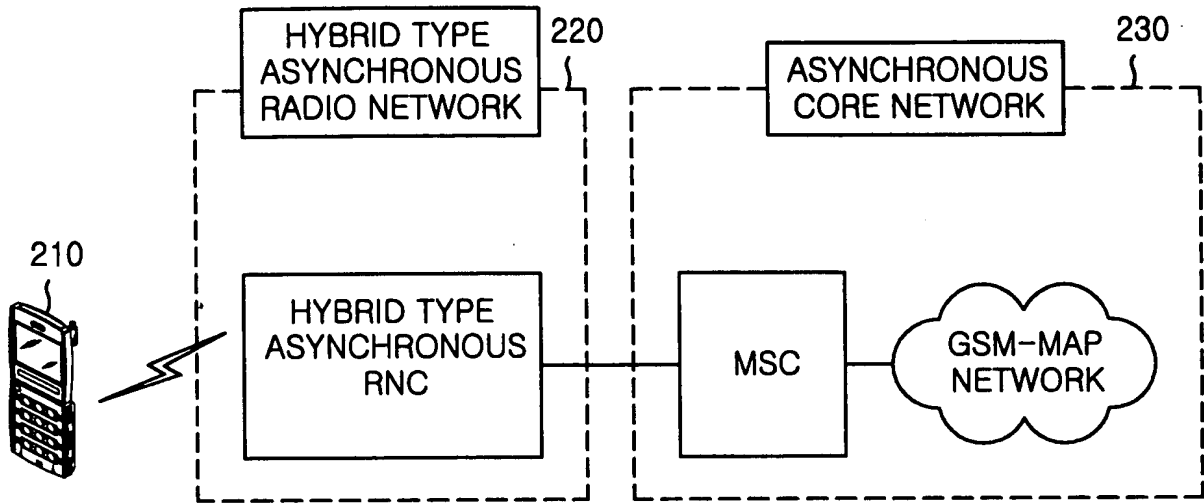 HYBRID TYPE
ASYNCHRONOUS
RADIO NETWORK
220
ASYNCHRONOUS
CORE NETWORK
230
210
HYBRID TYPE
ASYNCHRONOUS
RNC
MSC
GSM-MAP
NETWORK